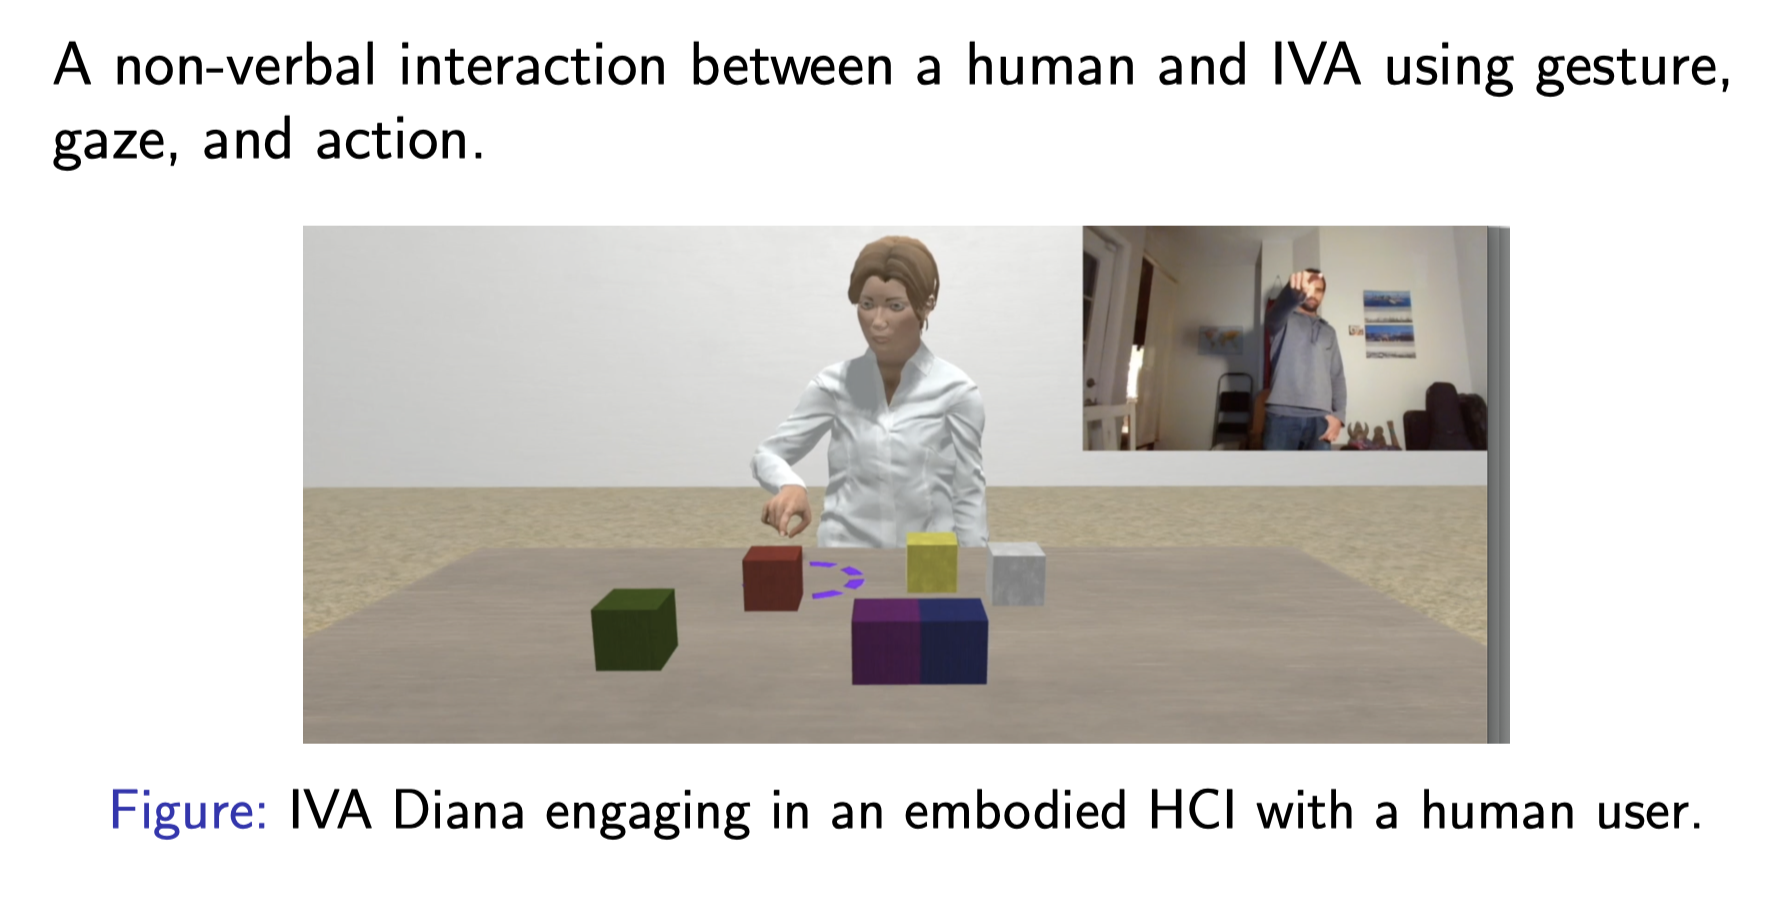 A non-verbal interaction between a human and IVA using gesture,
gaze, and action.
Figure: IVA Diana engaging in an embodied HCI with a human user.